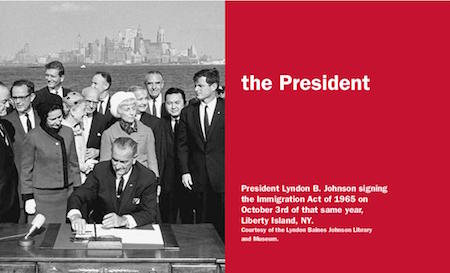 the President
President Lyndon B. Johnson signing
the Immigration Act of 1965 on
October 3rd of that same year,
Liberty Island, NY.
Courtesy of the Lyndon Baines Johnson Library
and Museum.